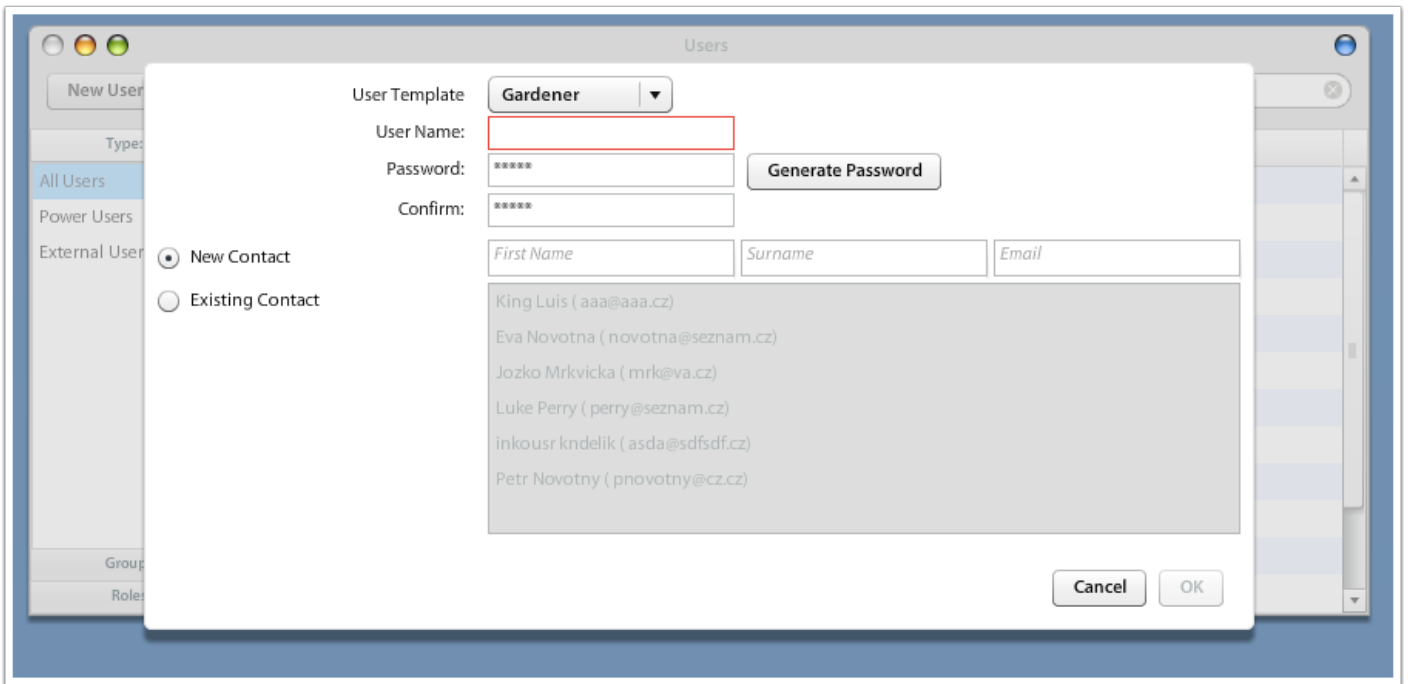 Users
New User
User Template Gardener
User Name:
Password: ***** Generate Password
Confirm: *****
Type:
All Users
Power Users
External User
New Contact First Name Surname Email
Existing Contact
King Luis ( aaa@aaa.cz)
Eva Novotna ( novotna@seznam.cz)
Jozko Mrkvicka ( mrk@va.cz)
Luke Perry ( perry@seznam.cz)
inkousr kndelik ( asda@sdfsdf.cz)
Petr Novotny ( pnovotny@cz.cz)
Group
Roles
Cancel OK